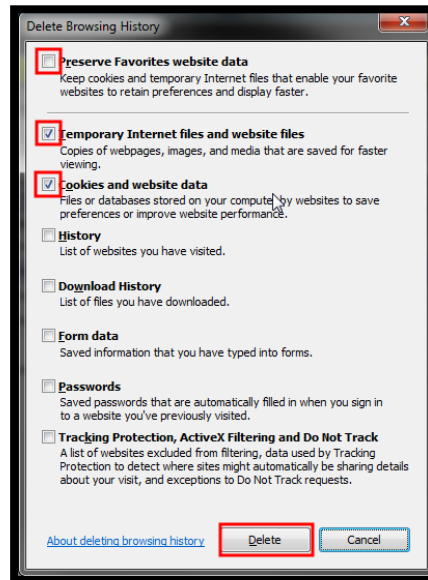 Delete Browsing History
Preserve Favorites website data
Keep cookies and temporary Internet files that enable your favorite
websites to retain preferences and display faster.
Temporary Internet files and website files
Copies of webpages, images, and media that are saved for faster
viewing.
Cookies and website data
Files or databases stored on your computer by websites to save
preferences or improve website performance.
History
List of websites you have visited.
Download History
List of files you have downloaded.
Form data
Saved information that you have typed into forms.
Passwords
Saved passwords that are automatically filled in when you sign in
to a website you've previously visited.
Tracking Protection, ActiveX Filtering and Do Not Track
A list of websites excluded from filtering, data used by Tracking
Protection to detect where sites might automatically be sharing details
about your visit, and exceptions to Do Not Track requests.
About deleting browsing history Delete Cancel